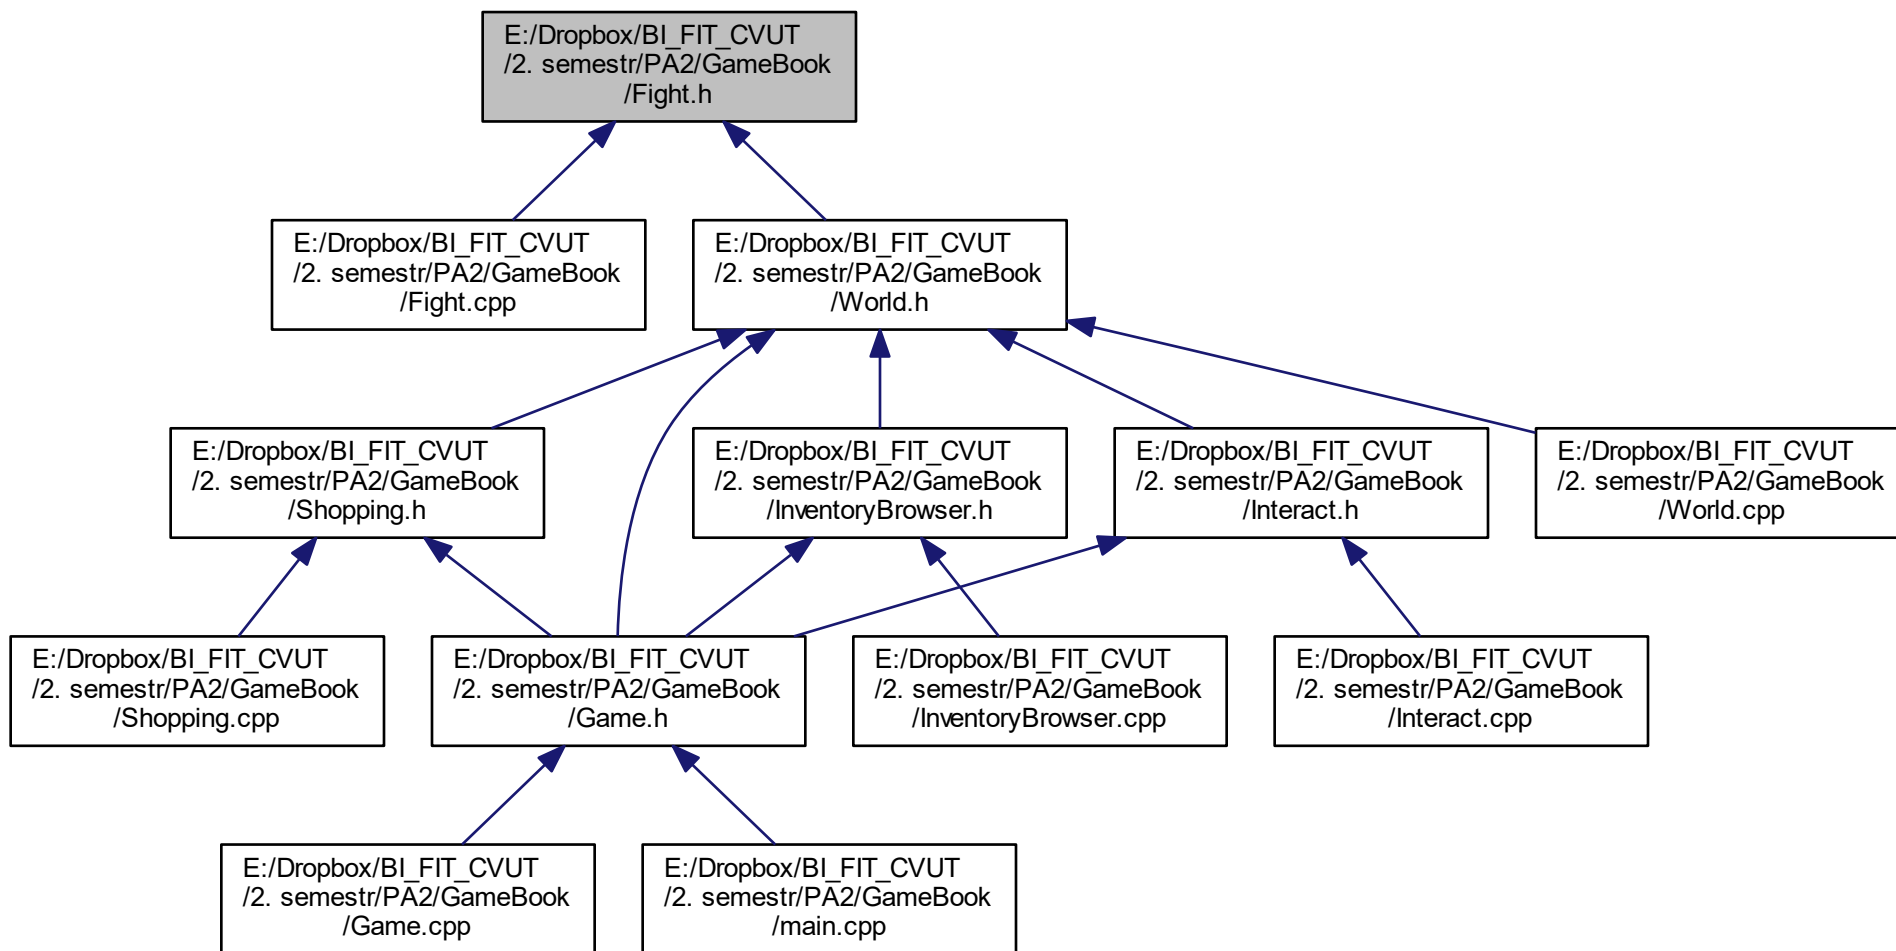 E:/Dropbox/BI_FIT_CVUT
/2. semestr/PA2/GameBook
/Fight.h
E:/Dropbox/BI_FIT_CVUT
/2. semestr/PA2/GameBook
/Fight.cpp
E:/Dropbox/BI_FIT_CVUT
/2. semestr/PA2/GameBook
/World.h
E:/Dropbox/BI_FIT_CVUT
/2. semestr/PA2/GameBook
/Shopping.h
E:/Dropbox/BI_FIT_CVUT
/2. semestr/PA2/GameBook
/InventoryBrowser.h
E:/Dropbox/BI_FIT_CVUT
/2. semestr/PA2/GameBook
/Interact.h
E:/Dropbox/BI_FIT_CVUT
/2. semestr/PA2/GameBook
/World.cpp
E:/Dropbox/BI_FIT_CVUT
/2. semestr/PA2/GameBook
/Shopping.cpp
E:/Dropbox/BI_FIT_CVUT
/2. semestr/PA2/GameBook
/Game.h
E:/Dropbox/BI_FIT_CVUT
/2. semestr/PA2/GameBook
/InventoryBrowser.cpp
E:/Dropbox/BI_FIT_CVUT
/2. semestr/PA2/GameBook
/Interact.cpp
E:/Dropbox/BI_FIT_CVUT
/2. semestr/PA2/GameBook
/Game.cpp
E:/Dropbox/BI_FIT_CVUT
/2. semestr/PA2/GameBook
/main.cpp